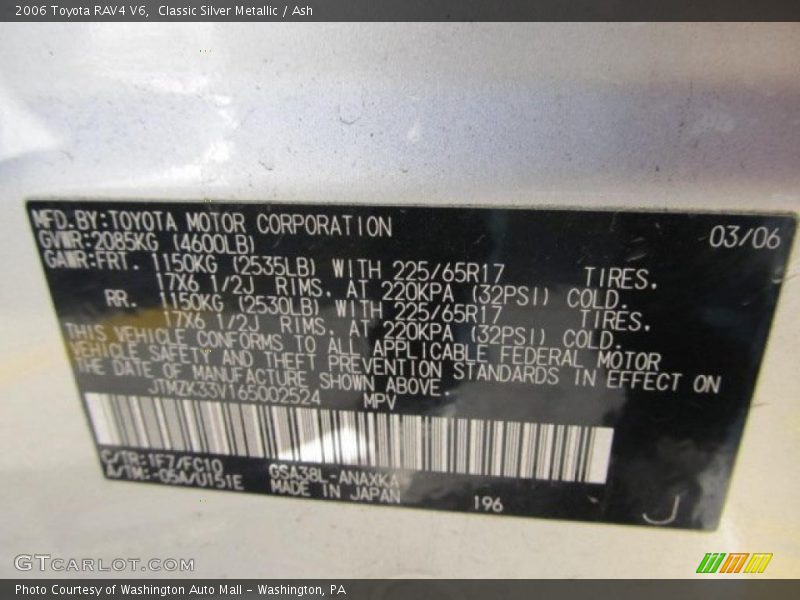 2006 Toyota RAV4 V6, Classic Silver Metallic / Ash
MFD.BY:TOYOTA MOTOR CORPORATION 03/06
GVWR:2085KG (4600LB)
GAWR:FRT. 1150KG (2535LB) WITH 225/65R17 TIRES.
17X6 1/2J RIMS. AT 220KPA (32PSI) COLD.
RR. 1150KG (2530LB) WITH 225/65R17 TIRES.
17X6 1/2J RIMS. AT 220KPA (32PSI) COLD.
THIS VEHICLE CONFORMS TO ALL APPLICABLE FEDERAL MOTOR
VEHICLE SAFETY AND THEFT PREVENTION STANDARDS IN EFFECT ON
THE DATE OF MANUFACTURE SHOWN ABOVE.
JTMZK33V165002524 MPV
C/TR:1F7/FC10 GSA38L-ANAXKA
A/TM:-05A/U151E MADE IN JAPAN 196 J
GTCARLOT.COM
Photo Courtesy of Washington Auto Mall - Washington, PA